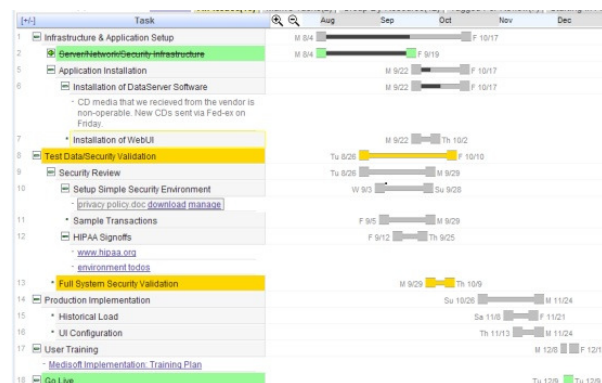 [+/-] Task Aug Sep Oct Nov Dec
1 Infrastructure & Application Setup M 8/4 F 10/17
2 Server/Network/Security Infrastructure M 8/4 F 9/19
5 Application Installation M 9/22 F 10/17
6 Installation of DataServer Software M 9/22 F 10/17
- CD media that we recieved from the vendor is
non-operable. New CDs sent via Fed-ex on
Friday.
7 • Installation of WebUI M 9/22 Th 10/2
8 Test Data/Security Validation Tu 8/26 F 10/10
9 Security Review Tu 8/26 M 9/29
10 Setup Simple Security Environment W 9/3 Su 9/28
- privacy policy.doc download manage
11 • Sample Transactions F 9/5 M 9/29
12 HIPAA Signoffs F 9/12 Th 9/25
- www.hipaa.org
- environment todos
13 • Full System Security Validation M 9/29 Th 10/9
14 Production Implementation Su 10/26 M 11/24
15 • Historical Load Sa 11/8 F 11/21
16 • UI Configuration Th 11/13 M 11/24
17 User Training M 12/8 F 12/1
- Medisoft Implementation: Training Plan
18 Go Live Tu 12/9 Tu 12/9